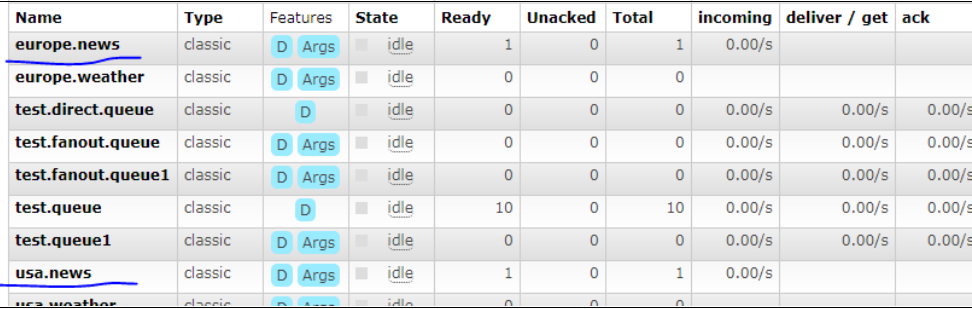 Name Type Features State Ready Unacked Total incoming deliver / get ack
europe.news classic D Args idle 1 0 1 0.00/s
europe.weather classic D Args idle 0 0 0
test.direct.queue classic D idle 0 0 0 0.00/s 0.00/s 0.00/s
test.fanout.queue classic D Args idle 0 0 0 0.00/s 0.00/s 0.00/s
test.fanout.queue1 classic D Args idle 0 0 0 0.00/s 0.00/s 0.00/s
test.queue classic D idle 10 0 10 0.00/s 0.00/s 0.00/s
test.queue1 classic D Args idle 0 0 0 0.00/s 0.00/s 0.00/s
usa.news classic D Args idle 1 0 1 0.00/s
usa.weather classic D Args idle 0 0 0